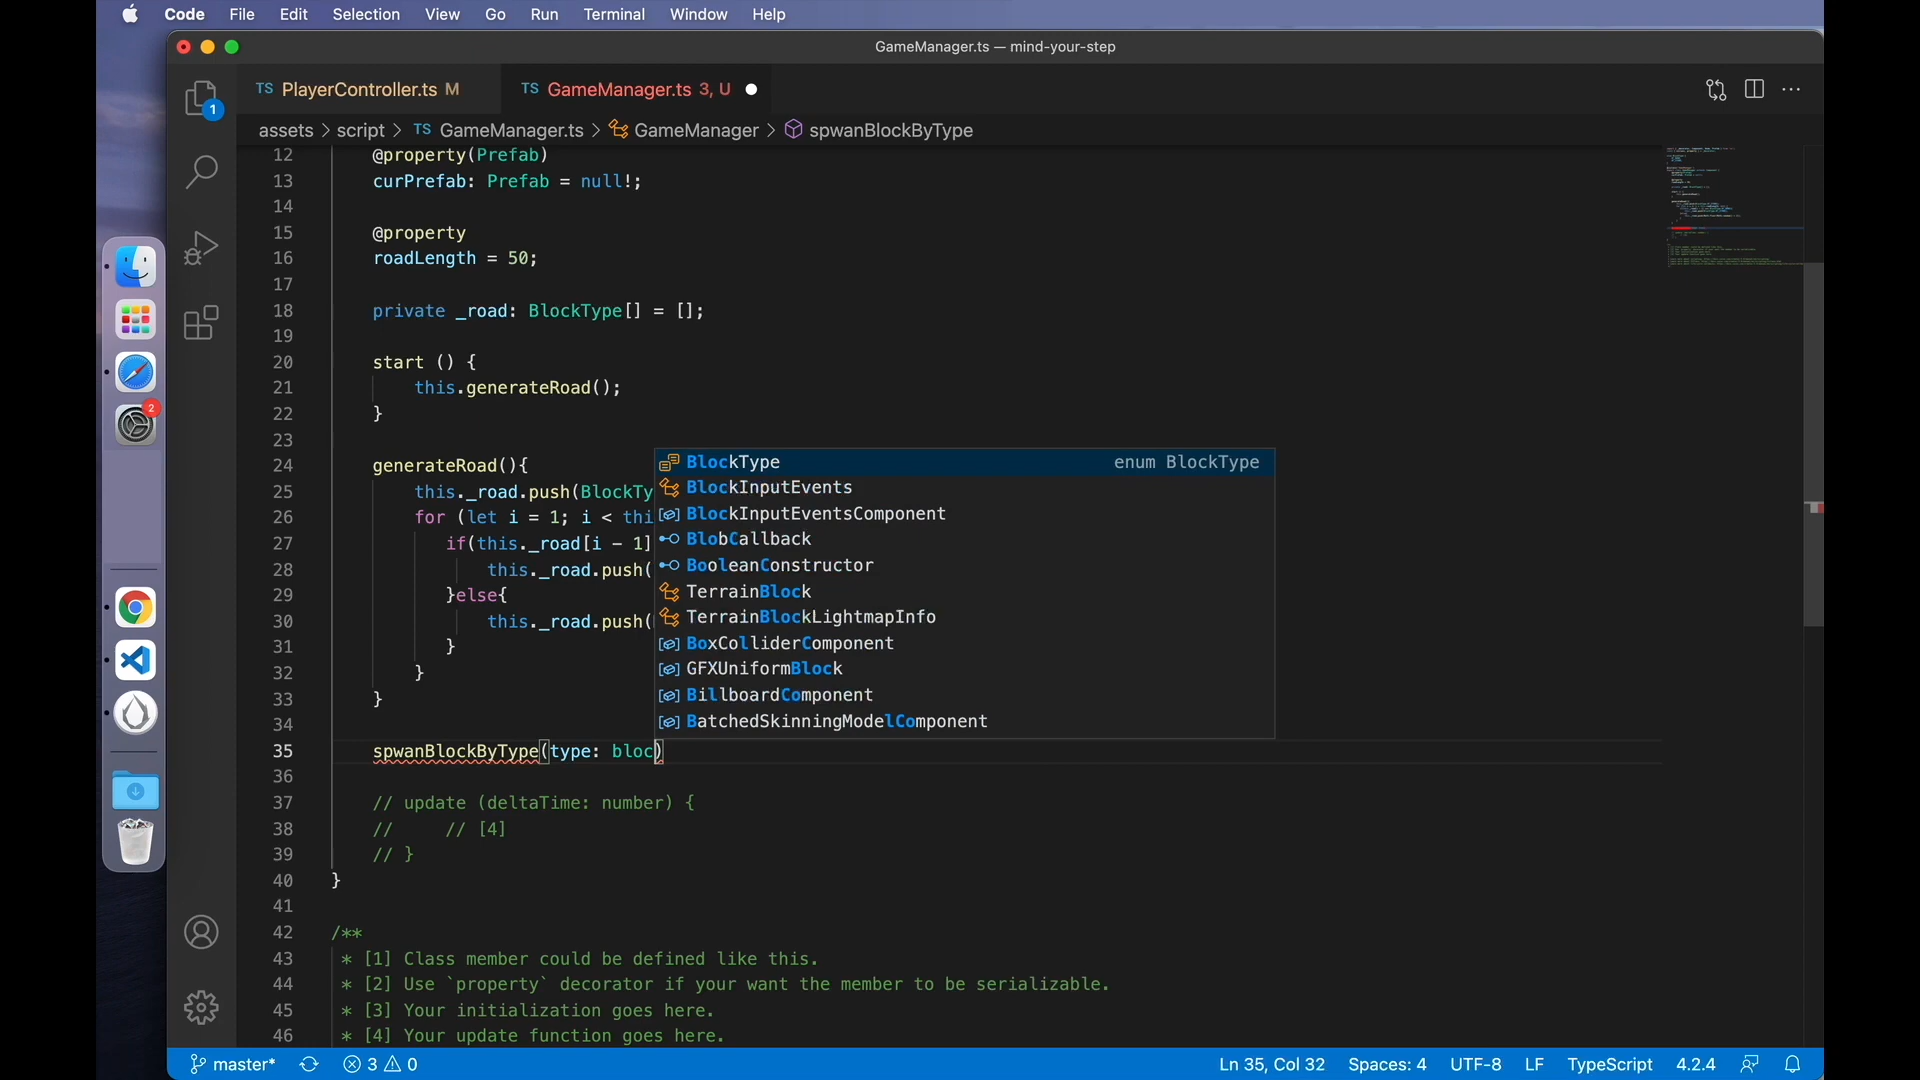 Code File Edit Selection View Go Run Terminal Window Help
GameManager.ts — mind-your-step
TS PlayerController.ts M TS GameManager.ts 3, U
assets > script > TS GameManager.ts > GameManager > spwanBlockByType
1
2
12 @property(Prefab)
13 curPrefab: Prefab = null!;
14
15 @property
16 roadLength = 50;
17
18 private _road: BlockType[] = [];
19
20 start () {
21 this.generateRoad();
22 }
23
24 generateRoad(){
25 this._road.push(BlockTy
26 for (let i = 1; i < thi
27 if(this._road[i - 1]
28 this._road.push(
29 }else{
30 this._road.push(
31 }
32 }
33 }
34
35 spwanBlockByType(type: bloc)
36
37 // update (deltaTime: number) {
38 // // [4]
39 // }
40 }
41
42 /**
43 * [1] Class member could be defined like this.
44 * [2] Use `property` decorator if your want the member to be serializable.
45 * [3] Your initialization goes here.
46 * [4] Your update function goes here.
BlockType enum BlockType
BlockInputEvents
BlockInputEventsComponent
BlobCallback
BooleanConstructor
TerrainBlock
TerrainBlockLightmapInfo
BoxColliderComponent
GFXUniformBlock
BillboardComponent
BatchedSkinningModelComponent
master* 3 0 Ln 35, Col 32 Spaces: 4 UTF-8 LF TypeScript 4.2.4